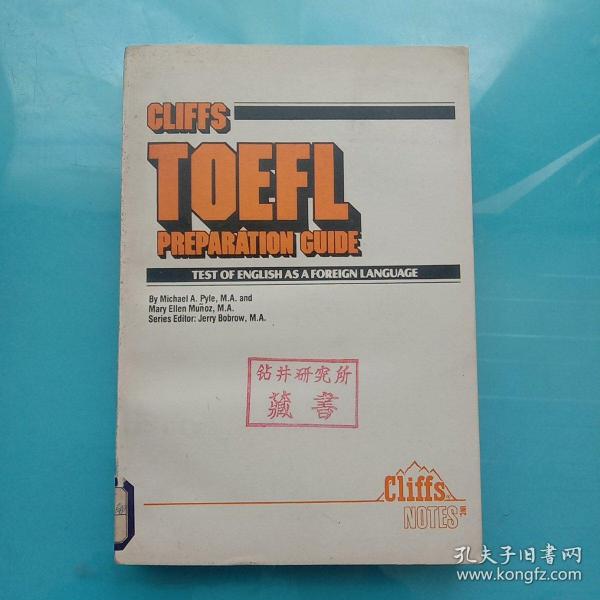 CLIFFS
TOEFL
PREPARATION GUIDE
TEST OF ENGLISH AS A FOREIGN LANGUAGE
By Michael A. Pyle, M.A. and
Mary Ellen Muñoz, M.A.
Series Editor: Jerry Bobrow, M.A.
钻井研究所
藏書
Cliffs
NOTES INC
孔夫子旧书网
www.kongfz.com